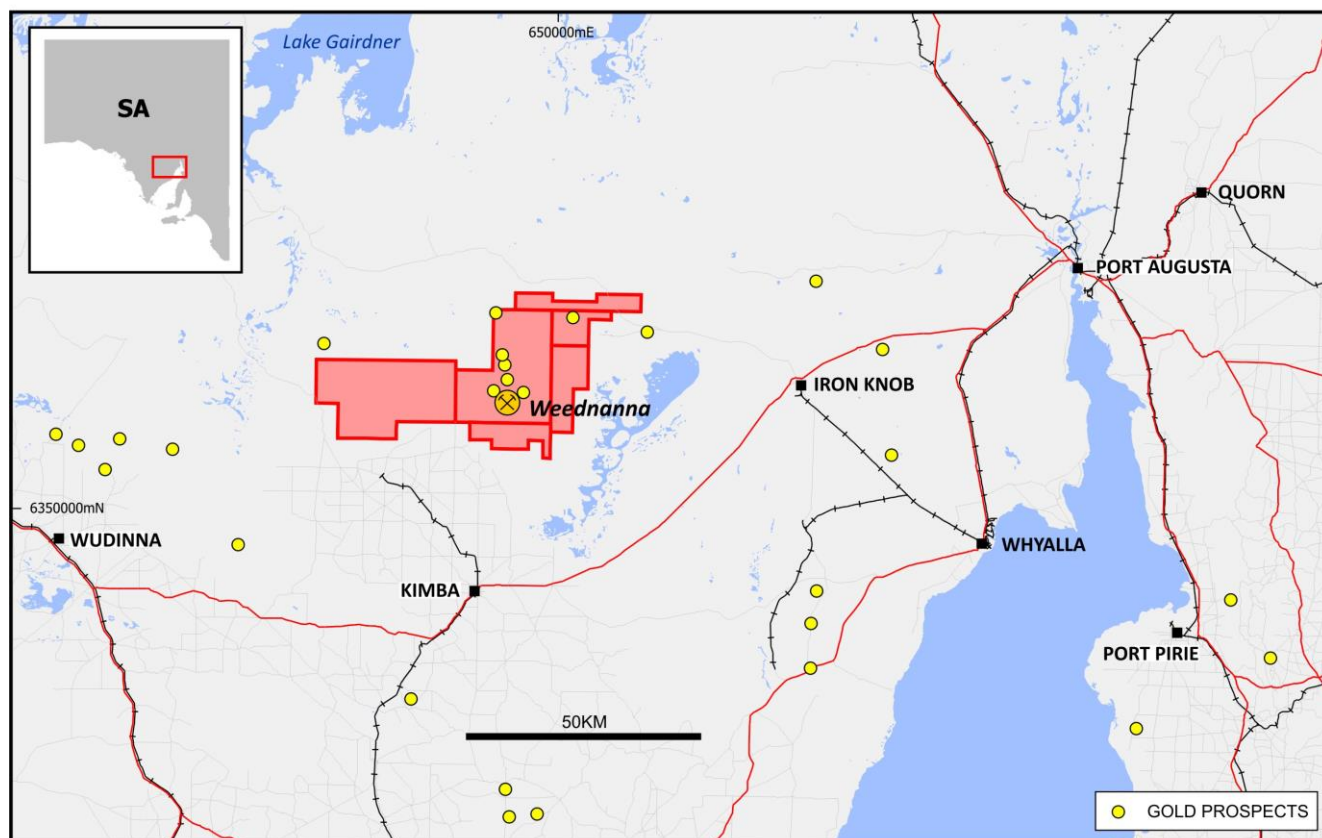 650000mE
Lake Gairdner
SA
QUORN
PORT AUGUSTA
IRON KNOB
Weednanna
6350000mN
WUDINNA
WHYALLA
KIMBA
PORT PIRIE
50KM
GOLD PROSPECTS